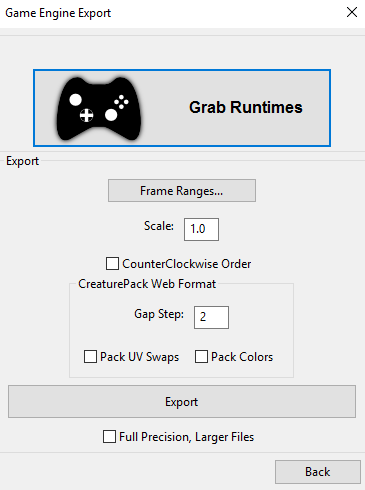 Game Engine Export
Grab Runtimes
Export
Frame Ranges...
Scale: 1.0
CounterClockwise Order
CreaturePack Web Format
Gap Step: 2
Pack UV Swaps Pack Colors
Export
Full Precision, Larger Files
Back